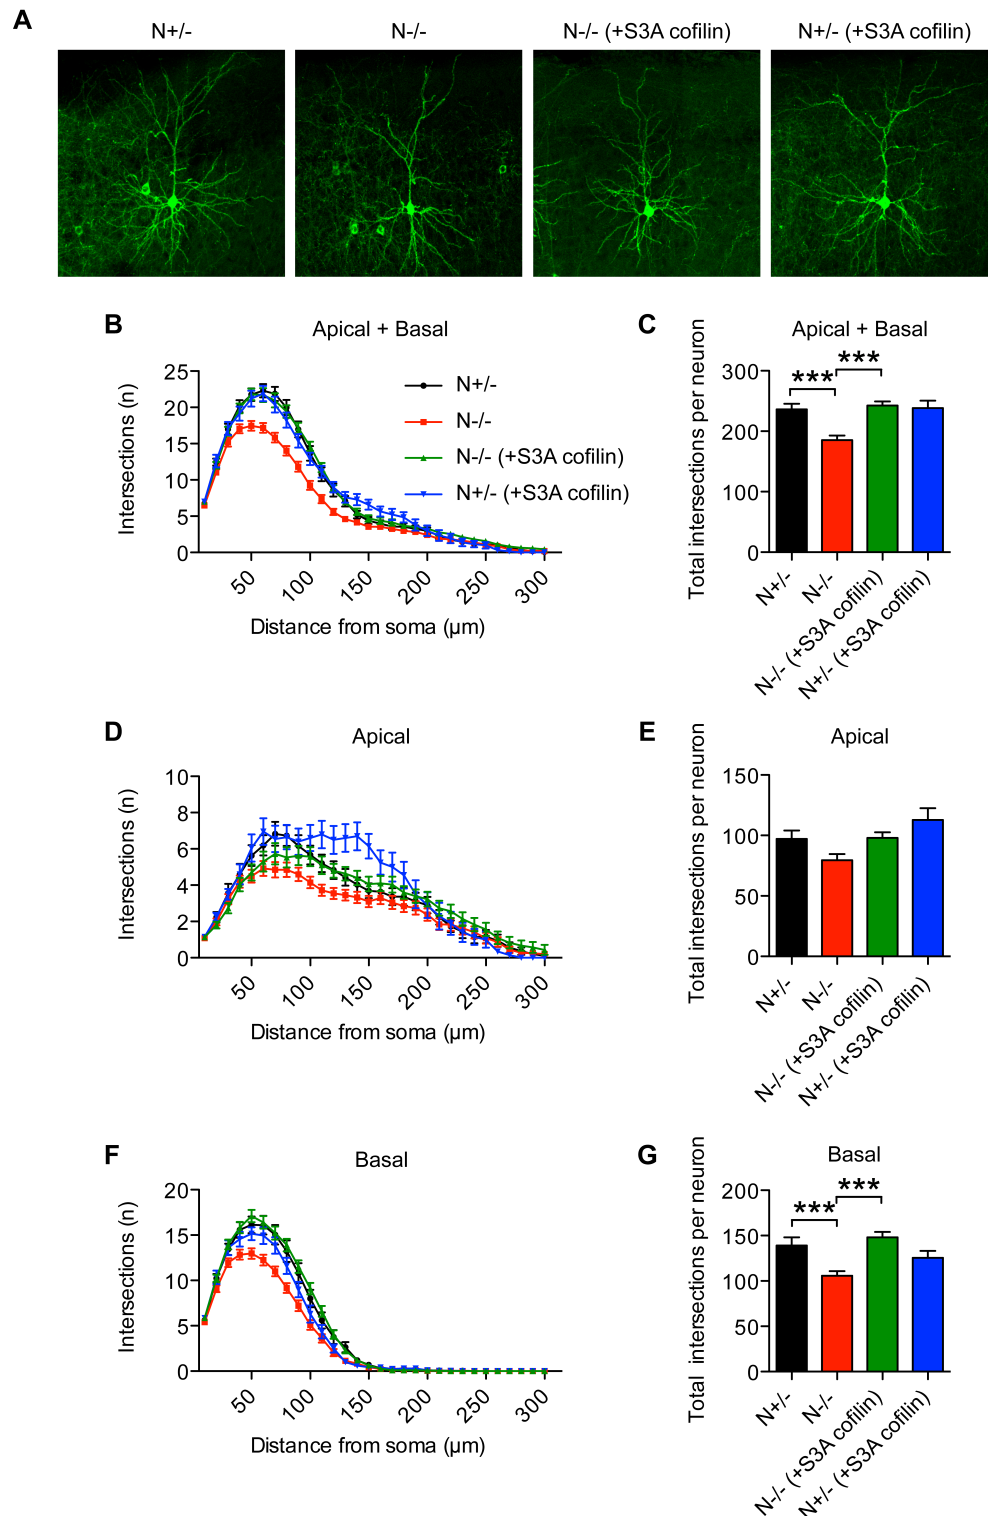 A
N+/-
N-/-
N-/- (+S3A cofilin)
N+/- (+S3A cofilin)
B
Apical + Basal
Intersections (n)
25
20
15
10
5
0
50
100
150
200
250
300
Distance from soma (µm)
N+/-
N-/-
N-/- (+S3A cofilin)
N+/- (+S3A cofilin)
C
Apical + Basal
Total intersections per neuron
300
200
100
0
***
***
N+/-
N-/-
N-/- (+S3A cofilin)
N+/- (+S3A cofilin)
D
Apical
Intersections (n)
10
8
6
4
2
0
50
100
150
200
250
300
Distance from soma (µm)
E
Apical
Total intersections per neuron
150
100
50
0
N+/-
N-/-
N-/- (+S3A cofilin)
N+/- (+S3A cofilin)
F
Basal
Intersections (n)
20
15
10
5
0
50
100
150
200
250
300
Distance from soma (µm)
G
Basal
Total intersections per neuron
200
150
100
50
0
***
***
N+/-
N-/-
N-/- (+S3A cofilin)
N+/- (+S3A cofilin)